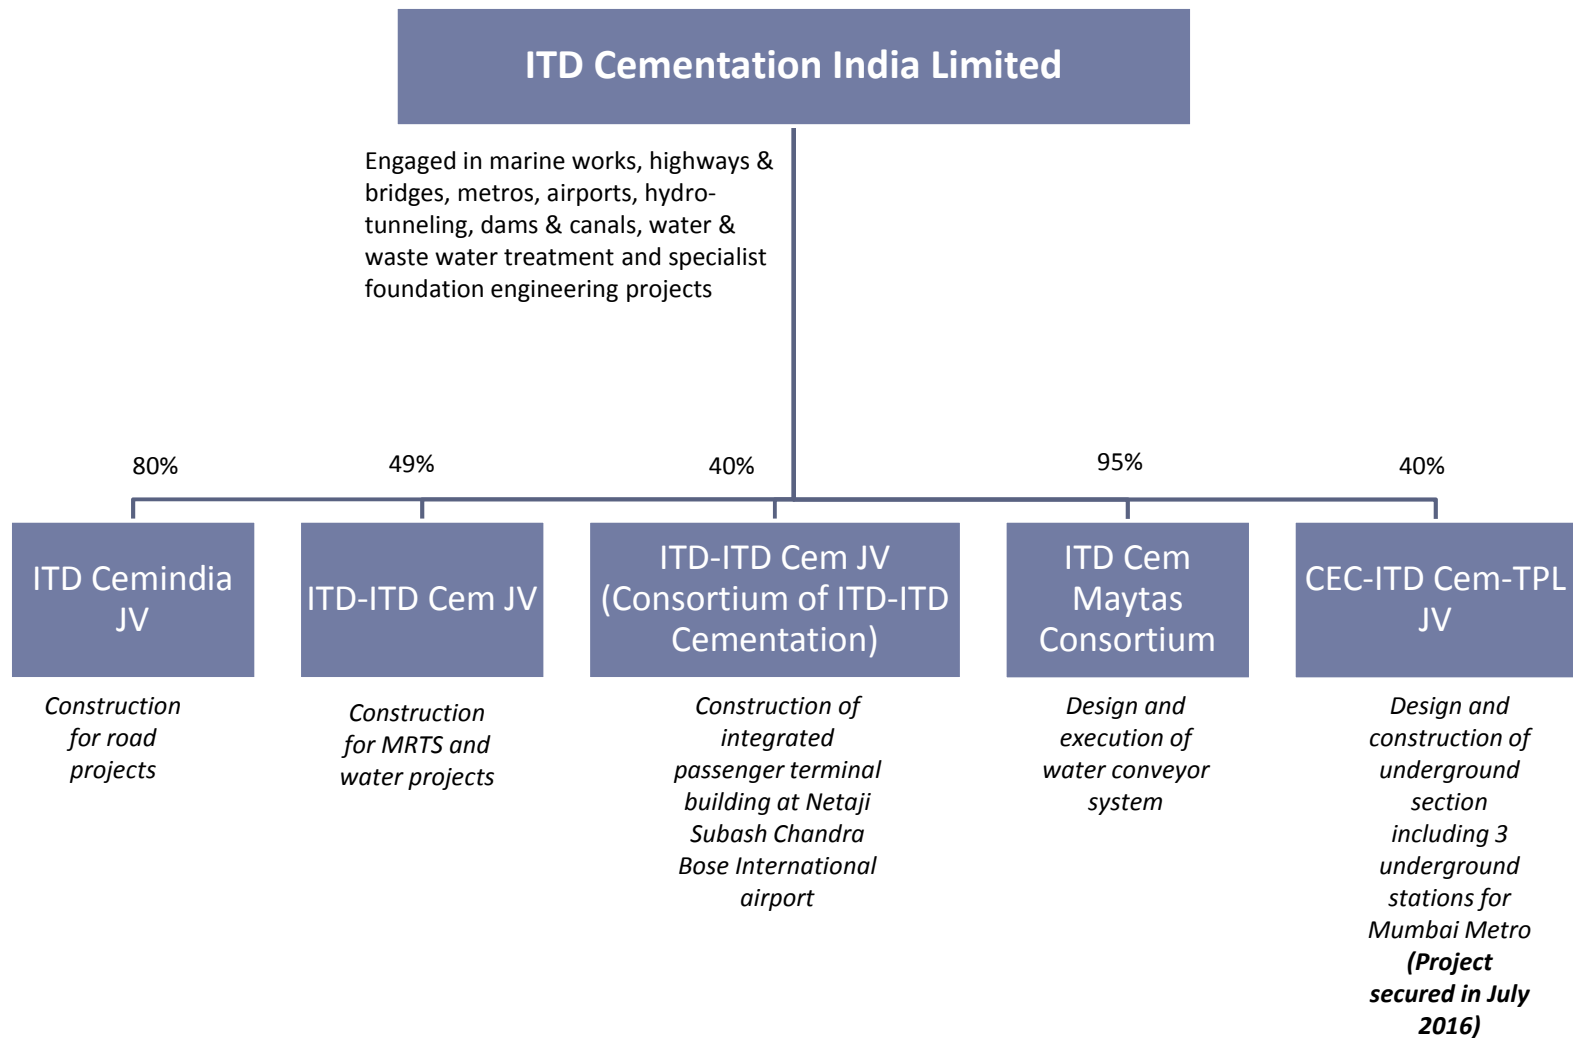 ITD Cementation India Limited
Engaged in marine works, highways &
bridges, metros, airports, hydro-
tunneling, dams & canals, water &
waste water treatment and specialist
foundation engineering projects
80%
49%
40%
95%
40%
ITD Cemindia
JV
ITD-ITD Cem JV
ITD-ITD Cem JV
(Consortium of ITD-ITD
Cementation)
ITD Cem
Maytas
Consortium
CEC-ITD Cem-TPL
JV
Construction
for road
projects
Construction
for MRTS and
water projects
Construction of
integrated
passenger terminal
building at Netaji
Subash Chandra
Bose International
airport
Design and
execution of
water conveyor
system
Design and
construction of
underground
section
including 3
underground
stations for
Mumbai Metro
(Project
secured in July
2016)